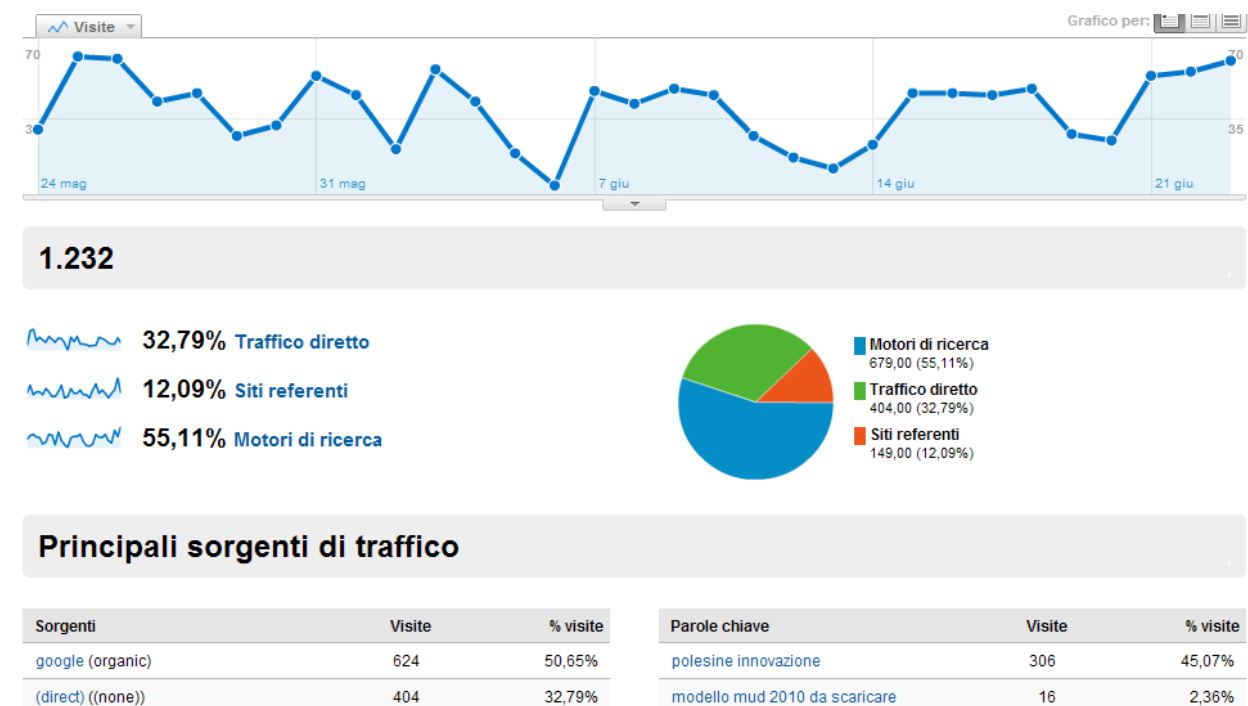 Visite
Grafico per:
70 70
35
24 mag 31 mag 7 giu 14 giu 21 giu
1.232
32,79% Traffico diretto
12,09% Siti referenti
55,11% Motori di ricerca
Motori di ricerca
679,00 (55,11%)
Traffico diretto
404,00 (32,79%)
Siti referenti
149,00 (12,09%)
Principali sorgenti di traffico
Sorgenti Visite % visite
google (organic) 624 50,65%
(direct) ((none)) 404 32,79%
Parole chiave Visite % visite
polesine innovazione 306 45,07%
modello mud 2010 da scaricare 16 2,36%